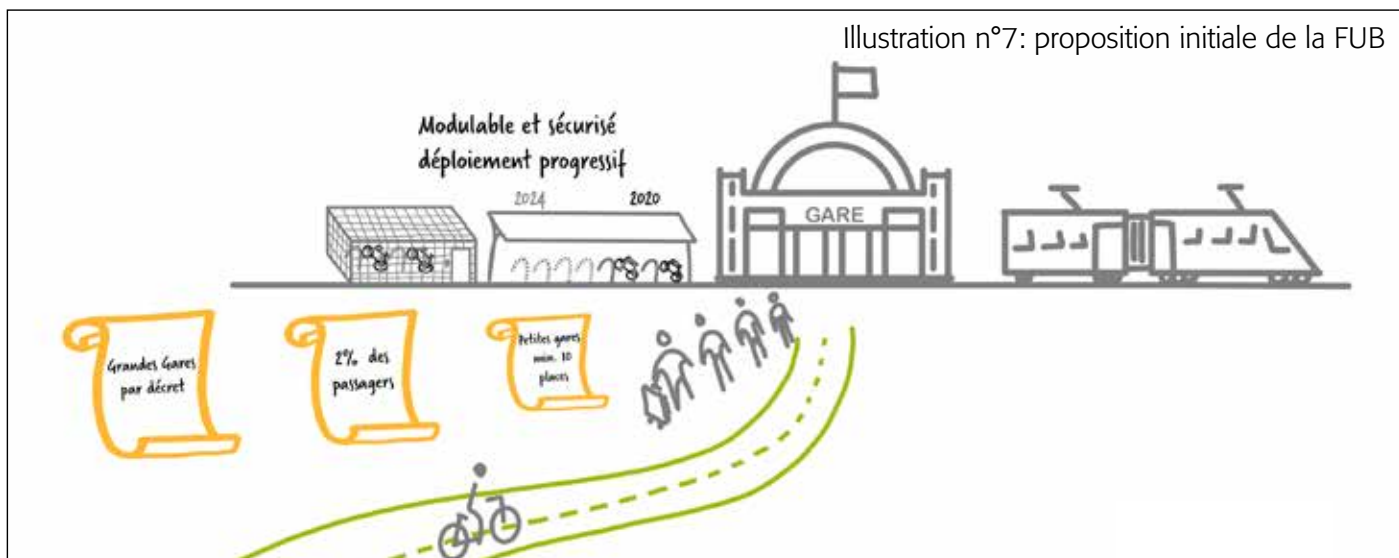 Illustration n°7: proposition initiale de la FUB
Modulable et sécurisé
déploiement progressif
2024 2020
GARE
Grandes Gares
par décret
2% des
passagers
Petites gares
min. 10
places